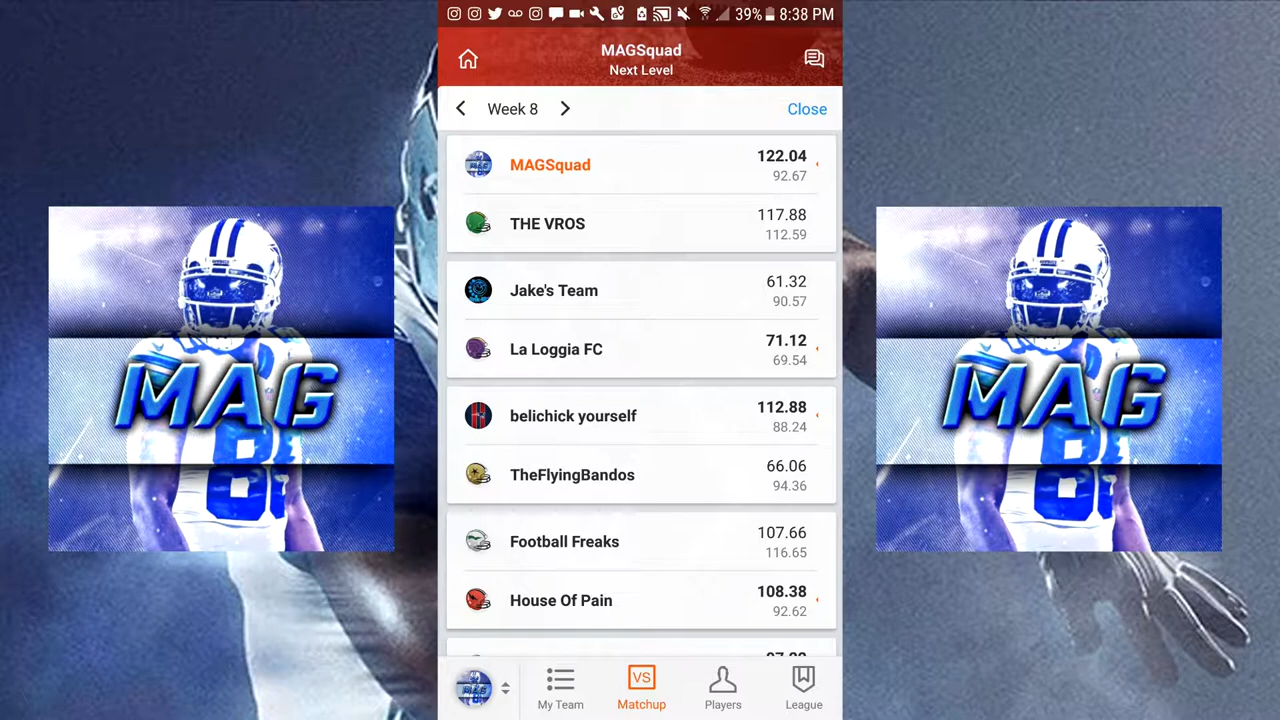 39% 8:38 PM
MAGSquad
Next Level
Week 8 Close
MAGSquad 122.04
92.67
THE VROS 117.88
112.59
Jake's Team 61.32
90.57
La Loggia FC 71.12
69.54
belichick yourself 112.88
88.24
TheFlyingBandos 66.06
94.36
Football Freaks 107.66
116.65
House Of Pain 108.38
92.62
VS
My Team Matchup Players League
MAG
MAG